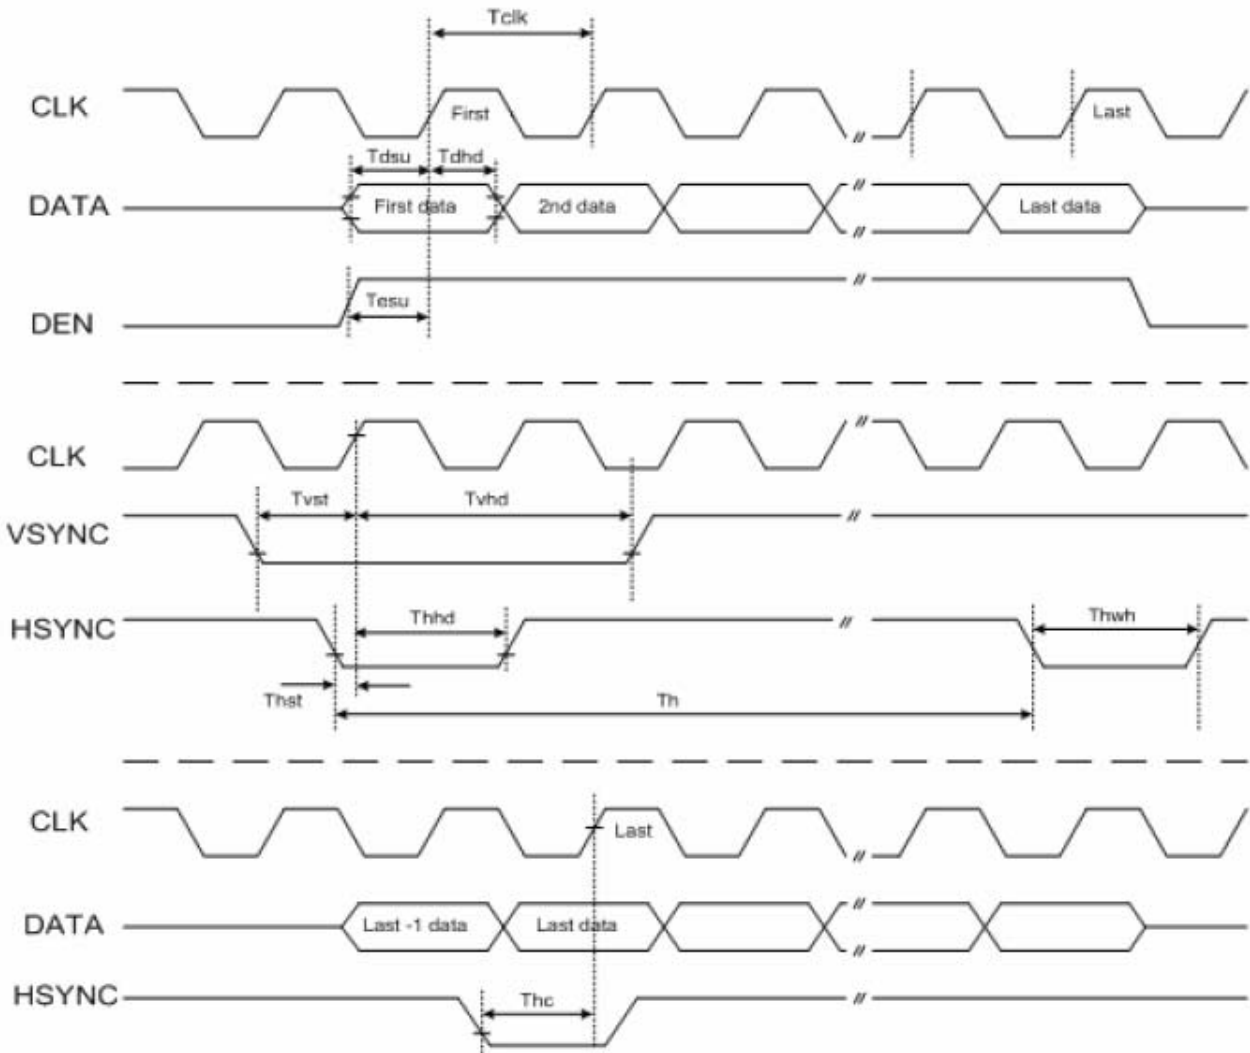 Tclk
CLK
First
Last
Tdsu
Tdhd
DATA
First data
2nd data
Last data
DEN
Tesu
CLK
VSYNC
Tvst
Tvhd
HSYNC
Thhd
Thwh
Thst
Th
CLK
Last
DATA
Last -1 data
Last data
HSYNC
Thc